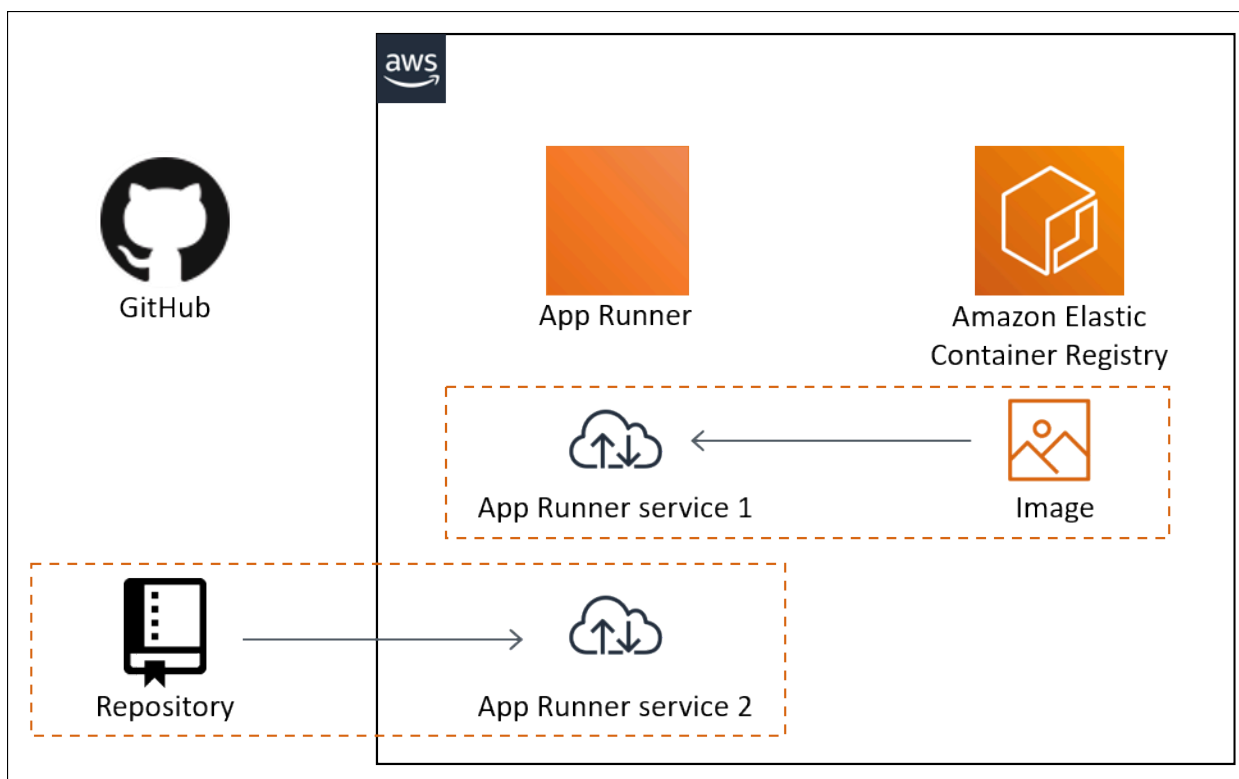 aws
GitHub
App Runner
Amazon Elastic
Container Registry
App Runner service 1
Image
Repository
App Runner service 2